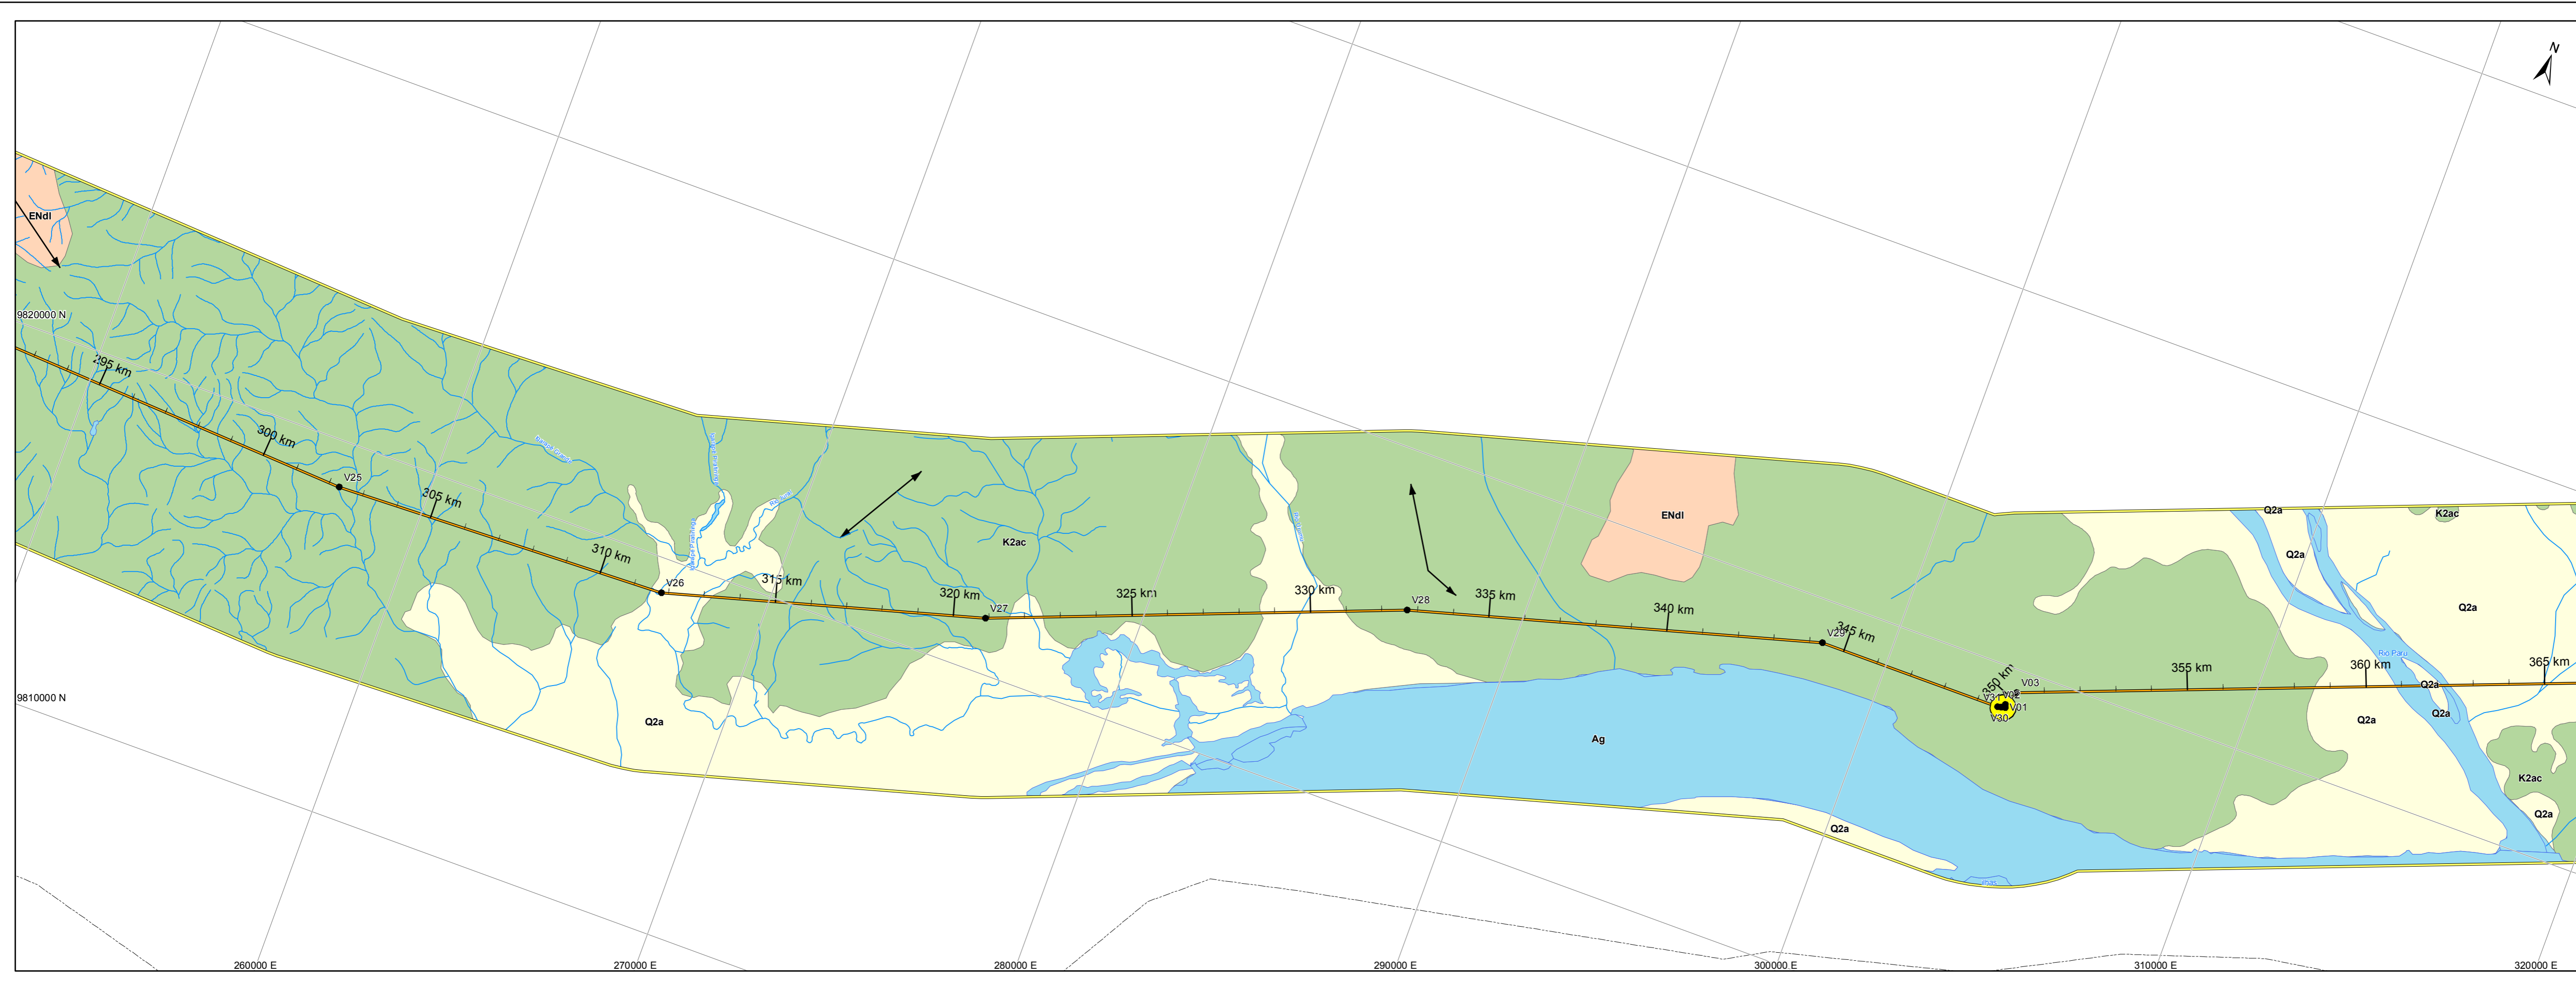 N
ENdl
9820000 N
295 km
300 km
V25
305 km
310 km
V26
315 km
320 km
V27
K2ac
325 km
330 km
V28
335 km
ENdl
340 km
V29
345 km
350 km
V31
V02
V01
V30
V03
355 km
360 km
365 km
Q2a
K2ac
Q2a
Q2a
Rio Paru
Q2a
Q2a
Q2a
K2ac
Q2a
9810000 N
Q2a
Ag
Q2a
260000 E
270000 E
280000 E
290000 E
300000 E
310000 E
320000 E